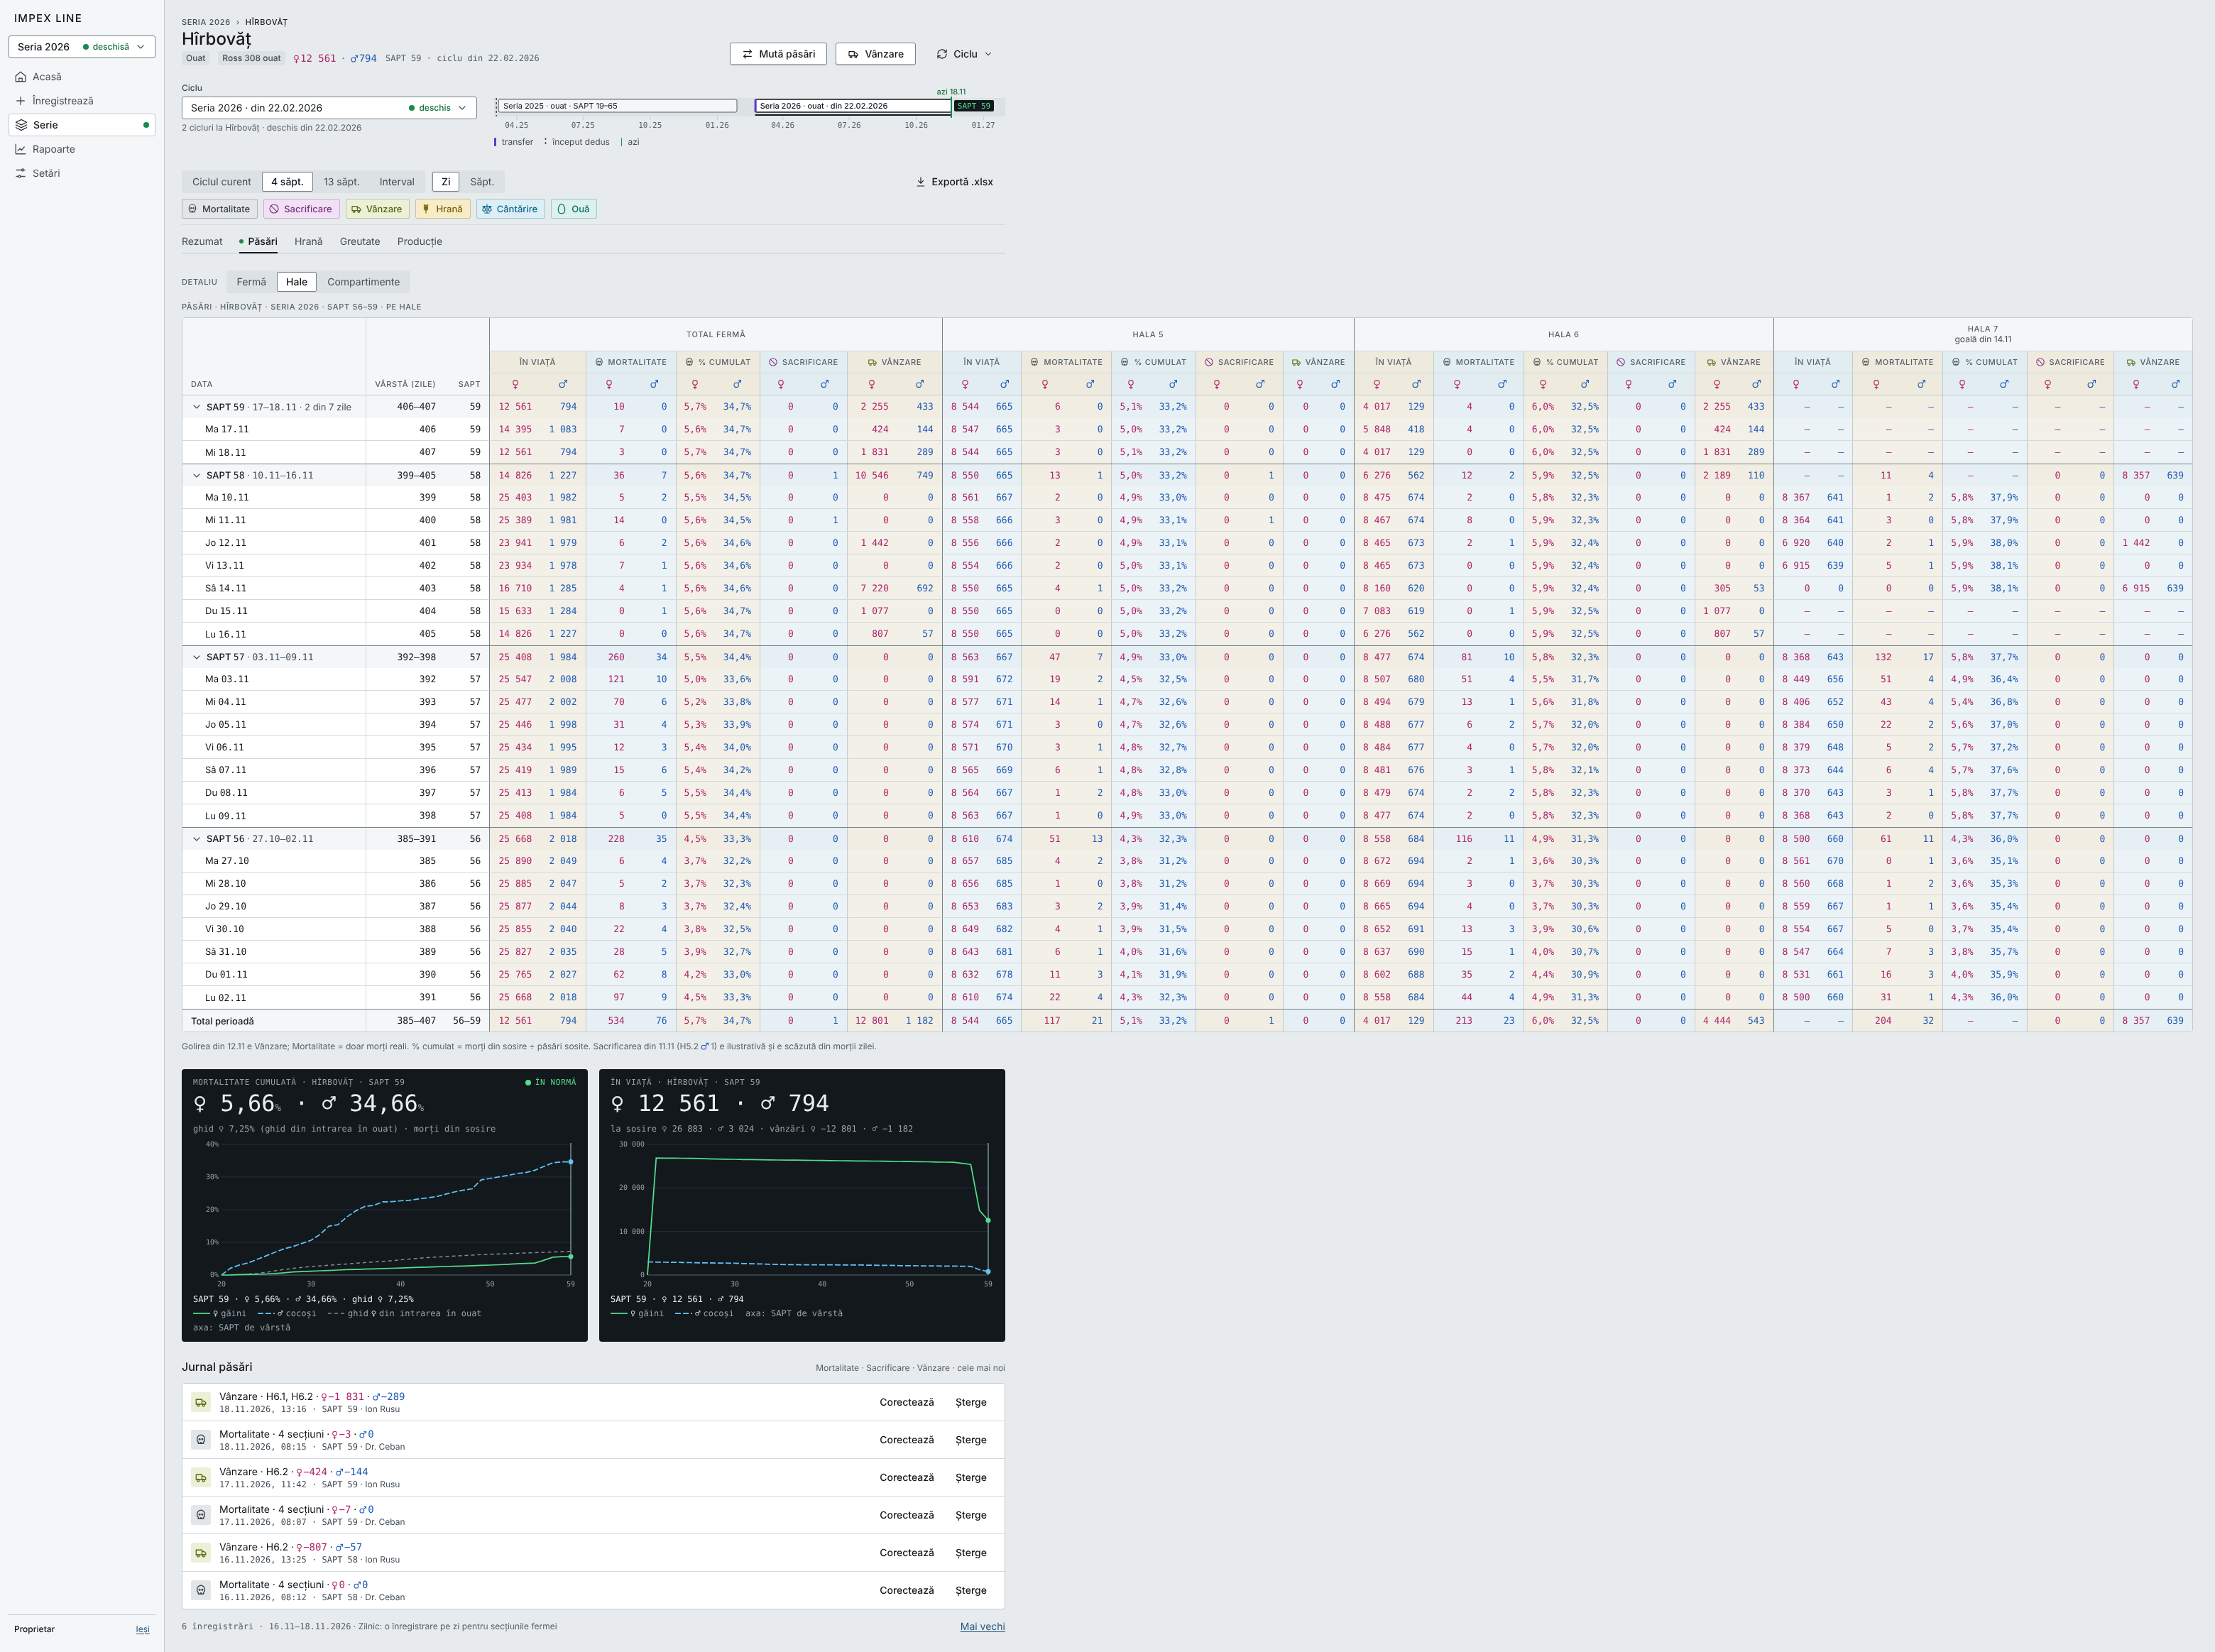 IMPEX LINE
Seria 2026 deschisă
Acasă
Înregistrează
Serie
Rapoarte
Setări
Proprietar Ieși
SERIA 2026 › HÎRBOVĂȚ
Hîrbovăț
Ouat Ross 308 ouat ♀12 561 · ♂794 SAPT 59 · ciclu din 22.02.2026
Mută păsări Vânzare Ciclu
Ciclu
Seria 2026 · din 22.02.2026 deschis
2 cicluri la Hîrbovăț · deschis din 22.02.2026
azi 18.11
Seria 2025 · ouat · SAPT 19–65 Seria 2026 · ouat · din 22.02.2026 SAPT 59
04.25 07.25 10.25 01.26 04.26 07.26 10.26 01.27
transfer început dedus azi
Ciclul curent 4 săpt. 13 săpt. Interval Zi Săpt. Exportă .xlsx
Mortalitate Sacrificare Vânzare Hrană Cântărire Ouă
Rezumat Păsări Hrană Greutate Producție
DETALIU Fermă Hale Compartimente
PĂSĂRI · HÎRBOVĂȚ · SERIA 2026 · SAPT 56–59 · PE HALE
TOTAL FERMĂ HALA 5 HALA 6 HALA 7
goală din 14.11
ÎN VIAȚĂ MORTALITATE % CUMULAT SACRIFICARE VÂNZARE ÎN VIAȚĂ MORTALITATE % CUMULAT SACRIFICARE VÂNZARE ÎN VIAȚĂ MORTALITATE % CUMULAT SACRIFICARE VÂNZARE ÎN VIAȚĂ MORTALITATE % CUMULAT SACRIFICARE VÂNZARE
DATA VÂRSTĂ (ZILE) SAPT ♀ ♂ ♀ ♂ ♀ ♂ ♀ ♂ ♀ ♂ ♀ ♂ ♀ ♂ ♀ ♂ ♀ ♂ ♀ ♂ ♀ ♂ ♀ ♂ ♀ ♂ ♀ ♂ ♀ ♂ ♀ ♂ ♀ ♂ ♀ ♂ ♀ ♂ ♀ ♂
SAPT 59 · 17–18.11 · 2 din 7 zile 406–407 59 12 561 794 10 0 5,7% 34,7% 0 0 2 255 433 8 544 665 6 0 5,1% 33,2% 0 0 0 0 4 017 129 4 0 6,0% 32,5% 0 0 2 255 433 – – – – – – – – – –
Ma 17.11 406 59 14 395 1 083 7 0 5,6% 34,7% 0 0 424 144 8 547 665 3 0 5,0% 33,2% 0 0 0 0 5 848 418 4 0 6,0% 32,5% 0 0 424 144 – – – – – – – – – –
Mi 18.11 407 59 12 561 794 3 0 5,7% 34,7% 0 0 1 831 289 8 544 665 3 0 5,1% 33,2% 0 0 0 0 4 017 129 0 0 6,0% 32,5% 0 0 1 831 289 – – – – – – – – – –
SAPT 58 · 10.11–16.11 399–405 58 14 826 1 227 36 7 5,6% 34,7% 0 1 10 546 749 8 550 665 13 1 5,0% 33,2% 0 1 0 0 6 276 562 12 2 5,9% 32,5% 0 0 2 189 110 – – 11 4 – – 0 0 8 357 639
Ma 10.11 399 58 25 403 1 982 5 2 5,5% 34,5% 0 0 0 0 8 561 667 2 0 4,9% 33,0% 0 0 0 0 8 475 674 2 0 5,8% 32,3% 0 0 0 0 8 367 641 1 2 5,8% 37,9% 0 0 0 0
Mi 11.11 400 58 25 389 1 981 14 0 5,6% 34,5% 0 1 0 0 8 558 666 3 0 4,9% 33,1% 0 1 0 0 8 467 674 8 0 5,9% 32,3% 0 0 0 0 8 364 641 3 0 5,8% 37,9% 0 0 0 0
Jo 12.11 401 58 23 941 1 979 6 2 5,6% 34,6% 0 0 1 442 0 8 556 666 2 0 4,9% 33,1% 0 0 0 0 8 465 673 2 1 5,9% 32,4% 0 0 0 0 6 920 640 2 1 5,9% 38,0% 0 0 1 442 0
Vi 13.11 402 58 23 934 1 978 7 1 5,6% 34,6% 0 0 0 0 8 554 666 2 0 5,0% 33,1% 0 0 0 0 8 465 673 0 0 5,9% 32,4% 0 0 0 0 6 915 639 5 1 5,9% 38,1% 0 0 0 0
Sâ 14.11 403 58 16 710 1 285 4 1 5,6% 34,6% 0 0 7 220 692 8 550 665 4 1 5,0% 33,2% 0 0 0 0 8 160 620 0 0 5,9% 32,4% 0 0 305 53 0 0 0 0 5,9% 38,1% 0 0 6 915 639
Du 15.11 404 58 15 633 1 284 0 1 5,6% 34,7% 0 0 1 077 0 8 550 665 0 0 5,0% 33,2% 0 0 0 0 7 083 619 0 1 5,9% 32,5% 0 0 1 077 0 – – – – – – – – – –
Lu 16.11 405 58 14 826 1 227 0 0 5,6% 34,7% 0 0 807 57 8 550 665 0 0 5,0% 33,2% 0 0 0 0 6 276 562 0 0 5,9% 32,5% 0 0 807 57 – – – – – – – – – –
SAPT 57 · 03.11–09.11 392–398 57 25 408 1 984 260 34 5,5% 34,4% 0 0 0 0 8 563 667 47 7 4,9% 33,0% 0 0 0 0 8 477 674 81 10 5,8% 32,3% 0 0 0 0 8 368 643 132 17 5,8% 37,7% 0 0 0 0
Ma 03.11 392 57 25 547 2 008 121 10 5,0% 33,6% 0 0 0 0 8 591 672 19 2 4,5% 32,5% 0 0 0 0 8 507 680 51 4 5,5% 31,7% 0 0 0 0 8 449 656 51 4 4,9% 36,4% 0 0 0 0
Mi 04.11 393 57 25 477 2 002 70 6 5,2% 33,8% 0 0 0 0 8 577 671 14 1 4,7% 32,6% 0 0 0 0 8 494 679 13 1 5,6% 31,8% 0 0 0 0 8 406 652 43 4 5,4% 36,8% 0 0 0 0
Jo 05.11 394 57 25 446 1 998 31 4 5,3% 33,9% 0 0 0 0 8 574 671 3 0 4,7% 32,6% 0 0 0 0 8 488 677 6 2 5,7% 32,0% 0 0 0 0 8 384 650 22 2 5,6% 37,0% 0 0 0 0
Vi 06.11 395 57 25 434 1 995 12 3 5,4% 34,0% 0 0 0 0 8 571 670 3 1 4,8% 32,7% 0 0 0 0 8 484 677 4 0 5,7% 32,0% 0 0 0 0 8 379 648 5 2 5,7% 37,2% 0 0 0 0
Sâ 07.11 396 57 25 419 1 989 15 6 5,4% 34,2% 0 0 0 0 8 565 669 6 1 4,8% 32,8% 0 0 0 0 8 481 676 3 1 5,8% 32,1% 0 0 0 0 8 373 644 6 4 5,7% 37,6% 0 0 0 0
Du 08.11 397 57 25 413 1 984 6 5 5,5% 34,4% 0 0 0 0 8 564 667 1 2 4,8% 33,0% 0 0 0 0 8 479 674 2 2 5,8% 32,3% 0 0 0 0 8 370 643 3 1 5,8% 37,7% 0 0 0 0
Lu 09.11 398 57 25 408 1 984 5 0 5,5% 34,4% 0 0 0 0 8 563 667 1 0 4,9% 33,0% 0 0 0 0 8 477 674 2 0 5,8% 32,3% 0 0 0 0 8 368 643 2 0 5,8% 37,7% 0 0 0 0
SAPT 56 · 27.10–02.11 385–391 56 25 668 2 018 228 35 4,5% 33,3% 0 0 0 0 8 610 674 51 13 4,3% 32,3% 0 0 0 0 8 558 684 116 11 4,9% 31,3% 0 0 0 0 8 500 660 61 11 4,3% 36,0% 0 0 0 0
Ma 27.10 385 56 25 890 2 049 6 4 3,7% 32,2% 0 0 0 0 8 657 685 4 2 3,8% 31,2% 0 0 0 0 8 672 694 2 1 3,6% 30,3% 0 0 0 0 8 561 670 0 1 3,6% 35,1% 0 0 0 0
Mi 28.10 386 56 25 885 2 047 5 2 3,7% 32,3% 0 0 0 0 8 656 685 1 0 3,8% 31,2% 0 0 0 0 8 669 694 3 0 3,7% 30,3% 0 0 0 0 8 560 668 1 2 3,6% 35,3% 0 0 0 0
Jo 29.10 387 56 25 877 2 044 8 3 3,7% 32,4% 0 0 0 0 8 653 683 3 2 3,9% 31,4% 0 0 0 0 8 665 694 4 0 3,7% 30,3% 0 0 0 0 8 559 667 1 1 3,6% 35,4% 0 0 0 0
Vi 30.10 388 56 25 855 2 040 22 4 3,8% 32,5% 0 0 0 0 8 649 682 4 1 3,9% 31,5% 0 0 0 0 8 652 691 13 3 3,9% 30,6% 0 0 0 0 8 554 667 5 0 3,7% 35,4% 0 0 0 0
Sâ 31.10 389 56 25 827 2 035 28 5 3,9% 32,7% 0 0 0 0 8 643 681 6 1 4,0% 31,6% 0 0 0 0 8 637 690 15 1 4,0% 30,7% 0 0 0 0 8 547 664 7 3 3,8% 35,7% 0 0 0 0
Du 01.11 390 56 25 765 2 027 62 8 4,2% 33,0% 0 0 0 0 8 632 678 11 3 4,1% 31,9% 0 0 0 0 8 602 688 35 2 4,4% 30,9% 0 0 0 0 8 531 661 16 3 4,0% 35,9% 0 0 0 0
Lu 02.11 391 56 25 668 2 018 97 9 4,5% 33,3% 0 0 0 0 8 610 674 22 4 4,3% 32,3% 0 0 0 0 8 558 684 44 4 4,9% 31,3% 0 0 0 0 8 500 660 31 1 4,3% 36,0% 0 0 0 0
Total perioadă 385–407 56–59 12 561 794 534 76 5,7% 34,7% 0 1 12 801 1 182 8 544 665 117 21 5,1% 33,2% 0 1 0 0 4 017 129 213 23 6,0% 32,5% 0 0 4 444 543 – – 204 32 – – 0 0 8 357 639
Golirea din 12.11 e Vânzare; Mortalitate = doar morți reali. % cumulat = morți din sosire ÷ păsări sosite. Sacrificarea din 11.11 (H5.2 ♂1) e ilustrativă și e scăzută din morții zilei.
MORTALITATE CUMULATĂ · HÎRBOVĂȚ · SAPT 59 ÎN NORMĂ
♀ 5,66% · ♂ 34,66%
ghid ♀ 7,25% (ghid din intrarea în ouat) · morți din sosire
40%
30%
20%
10%
0%
20 30 40 50 59
SAPT 59 · ♀ 5,66% · ♂ 34,66% · ghid ♀ 7,25%
♀ găini ♂ cocoși ghid ♀ din intrarea în ouat
axa: SAPT de vârstă
ÎN VIAȚĂ · HÎRBOVĂȚ · SAPT 59
♀ 12 561 · ♂ 794
la sosire ♀ 26 883 · ♂ 3 024 · vânzări ♀ −12 801 · ♂ −1 182
30 000
20 000
10 000
0
20 30 40 50 59
SAPT 59 · ♀ 12 561 · ♂ 794
♀ găini ♂ cocoși axa: SAPT de vârstă
Jurnal păsări Mortalitate · Sacrificare · Vânzare · cele mai noi
Vânzare · H6.1, H6.2 · ♀−1 831 · ♂−289
18.11.2026, 13:16 · SAPT 59 · Ion Rusu
Corectează Șterge
Mortalitate · 4 secțiuni · ♀−3 · ♂0
18.11.2026, 08:15 · SAPT 59 · Dr. Ceban
Corectează Șterge
Vânzare · H6.2 · ♀−424 · ♂−144
17.11.2026, 11:42 · SAPT 59 · Ion Rusu
Corectează Șterge
Mortalitate · 4 secțiuni · ♀−7 · ♂0
17.11.2026, 08:07 · SAPT 59 · Dr. Ceban
Corectează Șterge
Vânzare · H6.2 · ♀−807 · ♂−57
16.11.2026, 13:25 · SAPT 58 · Ion Rusu
Corectează Șterge
Mortalitate · 4 secțiuni · ♀0 · ♂0
16.11.2026, 08:12 · SAPT 58 · Dr. Ceban
Corectează Șterge
6 înregistrări · 16.11–18.11.2026 · Zilnic: o înregistrare pe zi pentru secțiunile fermei Mai vechi